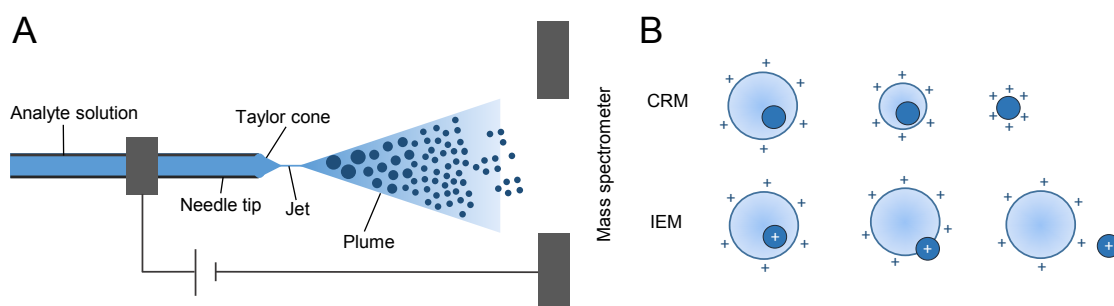 A
Analyte solution
Taylor cone
Needle tip
Jet
Plume
Mass spectrometer
B
CRM
+ + + + + +
+ + + + + +
+ + + + + +
IEM
+ + + + + + +
+ + + + + +
+ + + + + + +